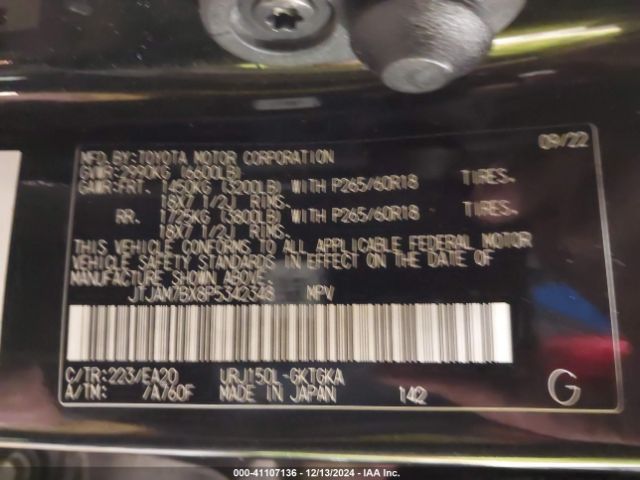 MFD.BY:TOYOTA MOTOR CORPORATION 09/22
GVWR:2990KG (6600LB)
GAWR:FRT. 1450KG (3200LB) WITH P265/60R18 TIRES.
18X7 1/2J RIMS.
RR. 1725KG (3800LB) WITH P265/60R18 TIRES.
18X7 1/2J RIMS.
THIS VEHICLE CONFORMS TO ALL APPLICABLE FEDERAL MOTOR
VEHICLE SAFETY STANDARDS IN EFFECT ON THE DATE OF
MANUFACTURE SHOWN ABOVE.
JTJAM7BX8P5342348 MPV
C/TR:223/EA20 URJ150L-GKTGKA
A/TM: /A760F MADE IN JAPAN 142 G
000-41107136 - 12/13/2024 - IAA Inc.